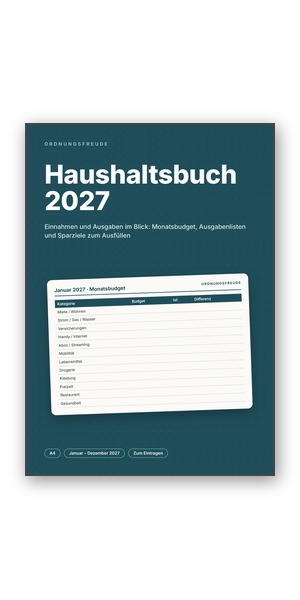 ORDNUNGSFREUDE
Haushaltsbuch
2027
Einnahmen und Ausgaben im Blick: Monatsbudget, Ausgabenlisten
und Sparziele zum Ausfüllen
Januar 2027 · Monatsbudget
ORDNUNGSFREUDE
Kategorie Budget Ist Differenz
Miete / Wohnen
Strom / Gas / Wasser
Versicherungen
Handy / Internet
Abos / Streaming
Mobilität
Lebensmittel
Drogerie
Kleidung
Freizeit
Restaurant
Gesundheit
A4 Januar – Dezember 2027 Zum Eintragen